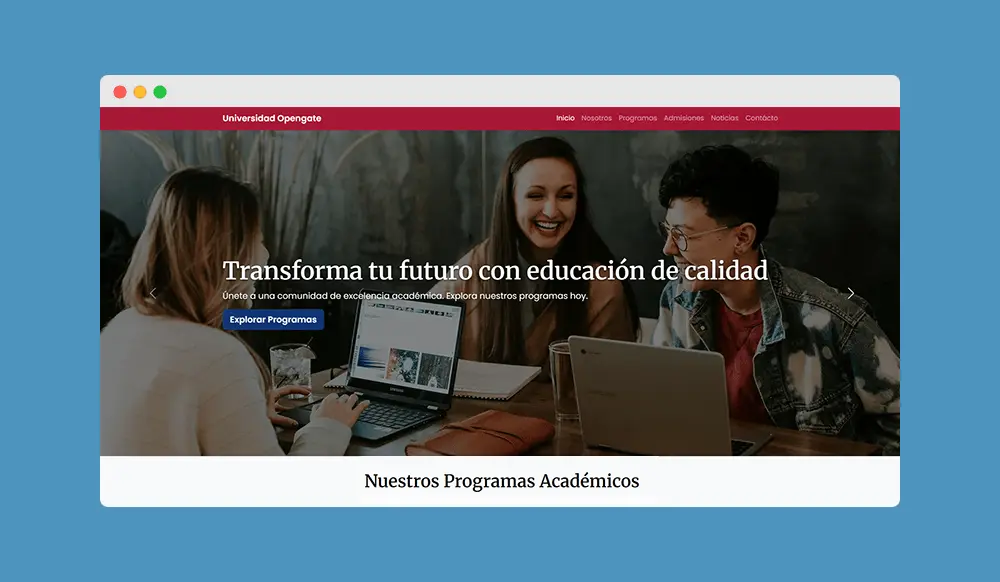 Universidad Opengate
Inicio Nosotros Programas Admisiones Noticias Contácto
Transforma tu futuro con educación de calidad
Únete a una comunidad de excelencia académica. Explora nuestros programas hoy.
Explorar Programas
Nuestros Programas Académicos